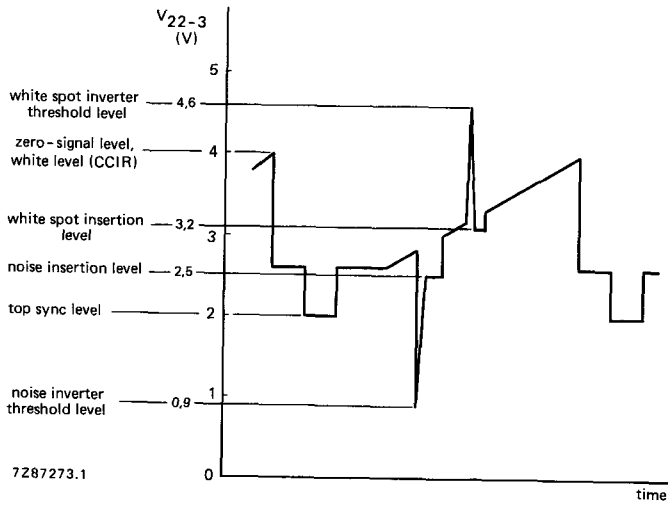 V22-3
(V)
5
white spot inverter
threshold level
4,6
zero-signal level,
white level (CCIR)
4
white spot insertion
level
3,2
3
noise insertion level
2,5
top sync level
2
1
noise inverter
threshold level
0,9
7Z87273.1
0
time